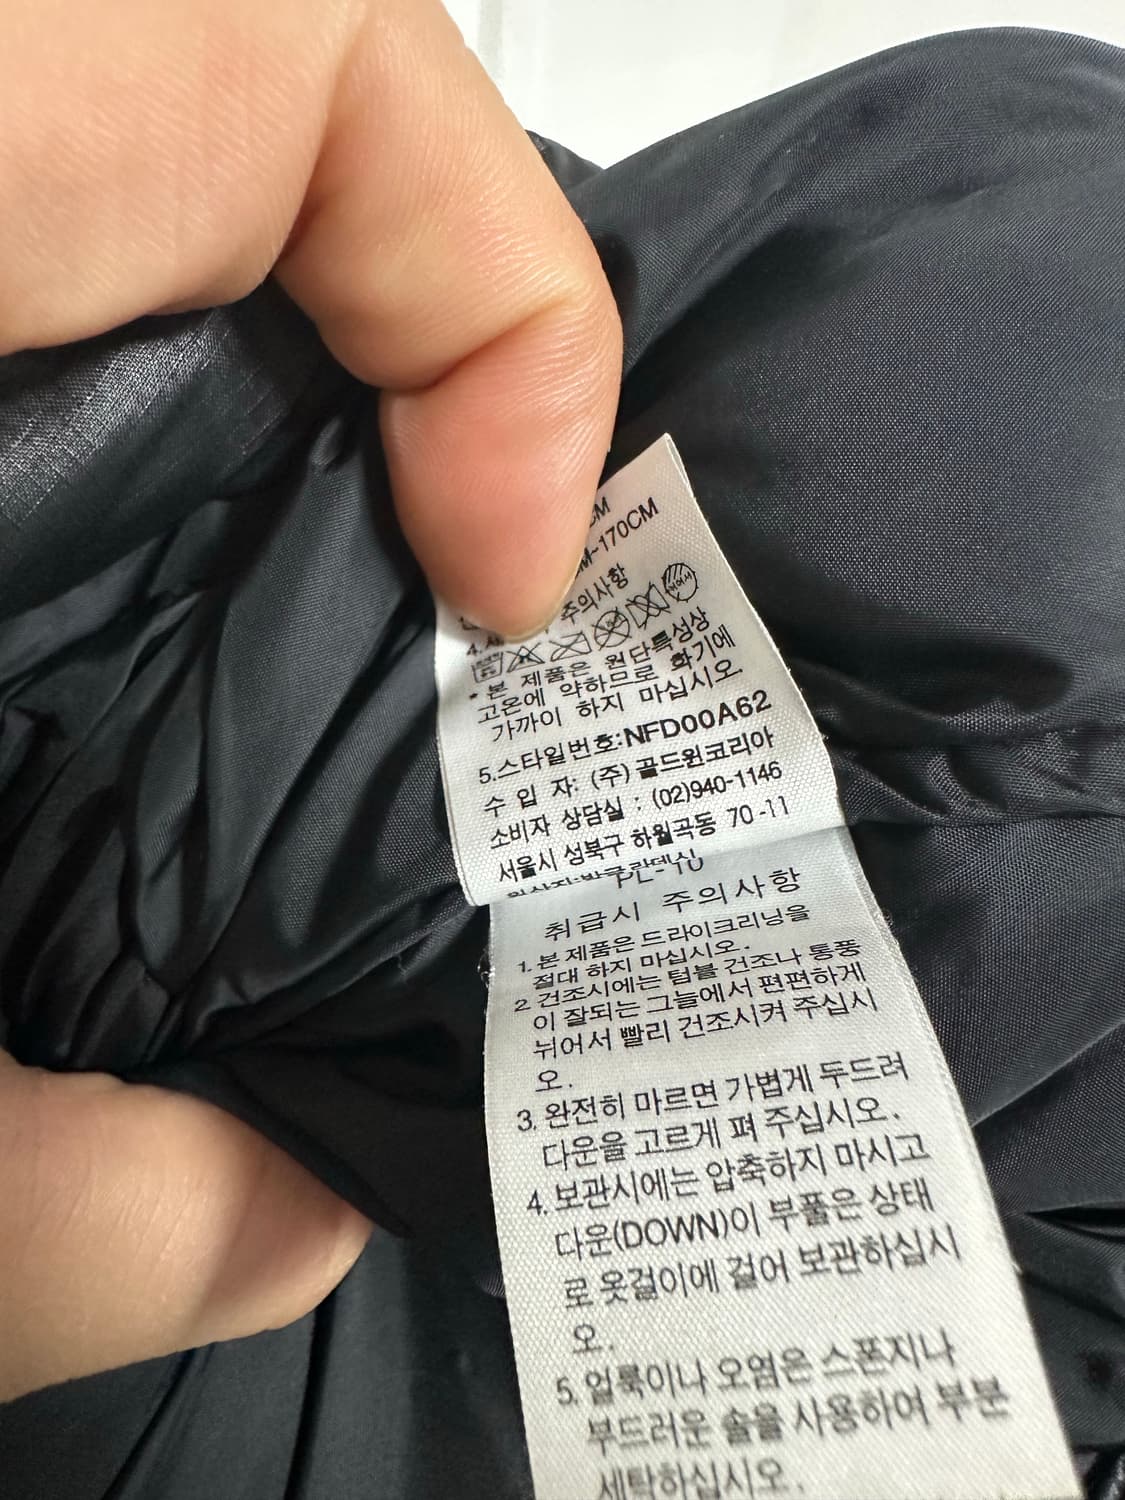 CM
M~170CM
주의사항
4.세
* 본 제품은 원단특성상
고온에 약하므로 화기에
가까이 하지 마십시오.
5.스타일번호:NFD00A62
수 입 자: (주) 골드윈코리아
소비자 상담실 : (02)940-1146
서울시 성북구 하월곡동 70-11
PL-10
취급시 주의사항
1. 본 제품은 드라이크리닝을
절대 하지 마십시오.
2 건조시에는 텀블 건조나 통풍
이 잘되는 그늘에서 편편하게
뉘어서 빨리 건조시켜 주십시
오.
3. 완전히 마르면 가볍게 두드려
다운을 고르게 펴 주십시오.
4. 보관시에는 압축하지 마시고
다운(DOWN)이 부풀은 상태
로 옷걸이에 걸어 보관하십시
오.
5. 얼룩이나 오염은 스폰지나
부드러운 솔을 사용하여 부분
세탁하십시오.